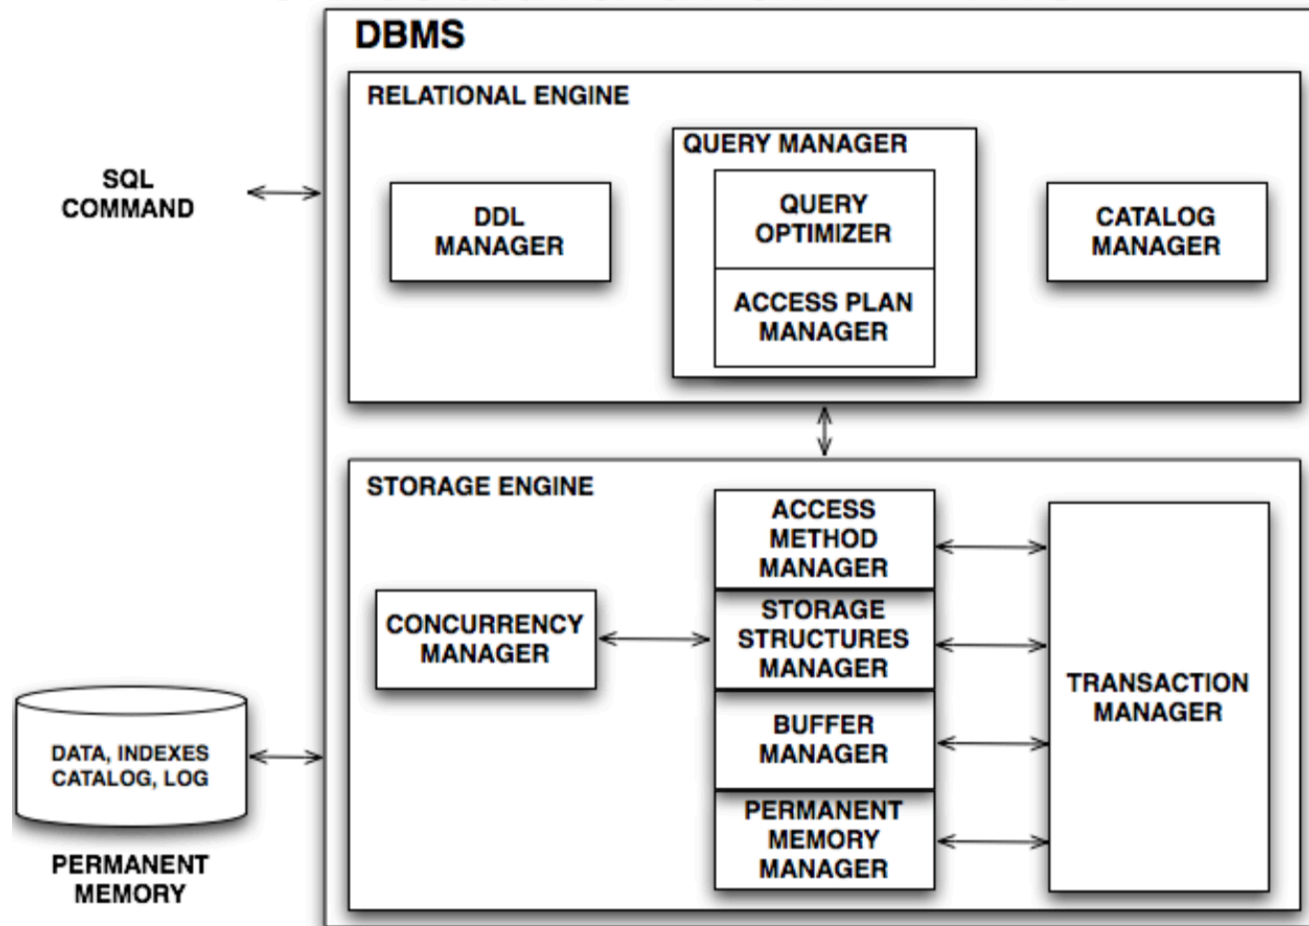 DBMS
RELATIONAL ENGINE
SQL
COMMAND
DDL
MANAGER
QUERY MANAGER
QUERY
OPTIMIZER
ACCESS PLAN
MANAGER
CATALOG
MANAGER
STORAGE ENGINE
CONCURRENCY
MANAGER
ACCESS
METHOD
MANAGER
STORAGE
STRUCTURES
MANAGER
BUFFER
MANAGER
PERMANENT
MEMORY
MANAGER
TRANSACTION
MANAGER
DATA, INDEXES
CATALOG, LOG
PERMANENT
MEMORY